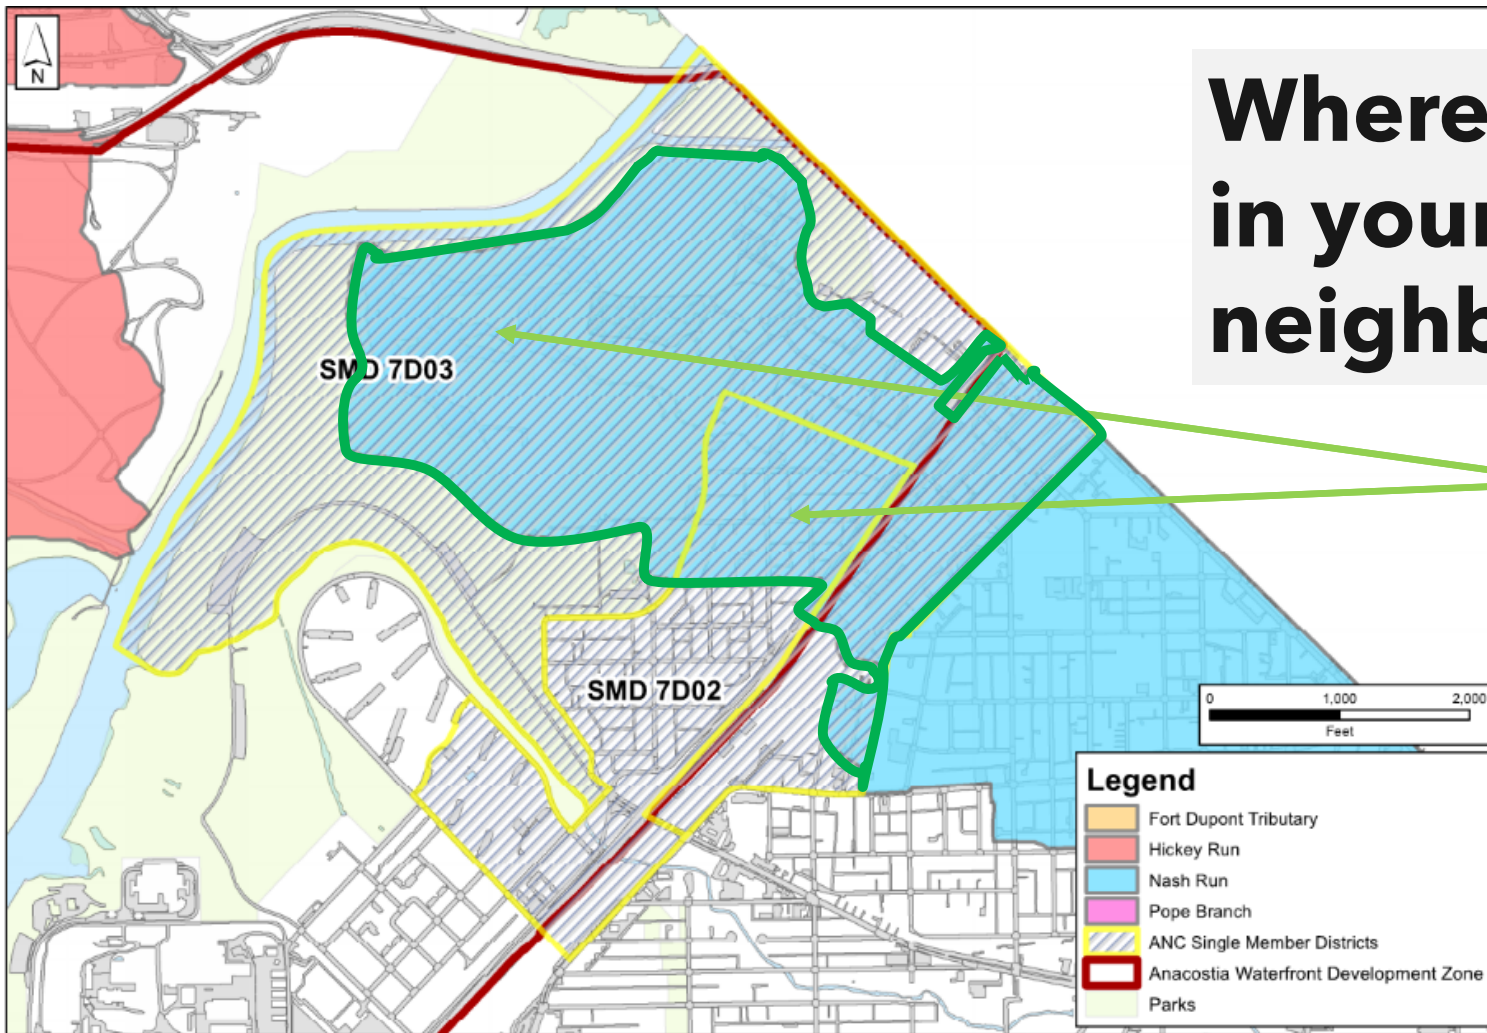 N
Where
in your
neighb
SMD 7D03
SMD 7D02
0 1,000 2,000
Feet
Legend
Fort Dupont Tributary
Hickey Run
Nash Run
Pope Branch
ANC Single Member Districts
Anacostia Waterfront Development Zone
Parks